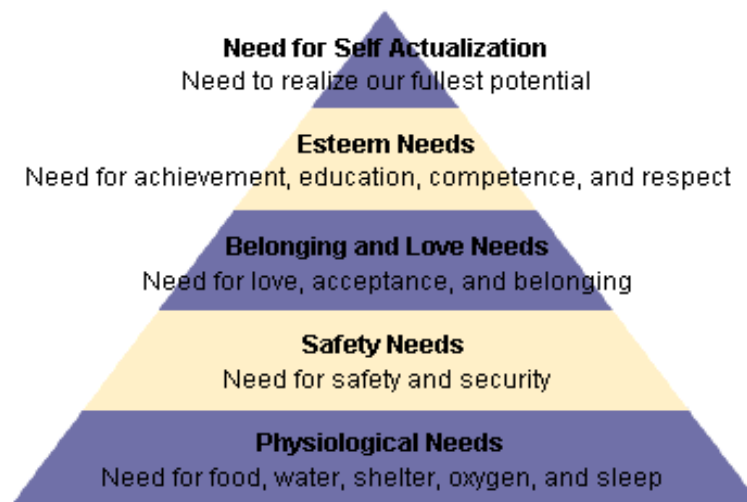 Need for Self Actualization
Need to realize our fullest potential
Esteem Needs
Need for achievement, education, competence, and respect
Belonging and Love Needs
Need for love, acceptance, and belonging
Safety Needs
Need for safety and security
Physiological Needs
Need for food, water, shelter, oxygen, and sleep